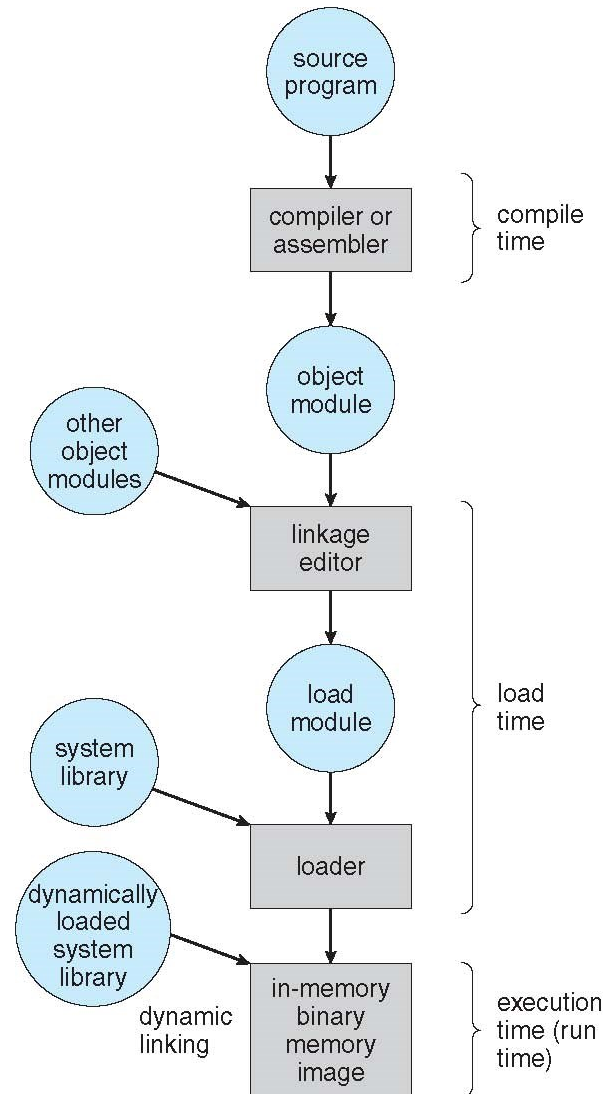 source
program
compiler or
assembler
compile
time
object
module
other
object
modules
linkage
editor
load
module
load
time
system
library
loader
dynamically
loaded
system
library
dynamic
linking
in-memory
binary
memory
image
execution
time (run
time)